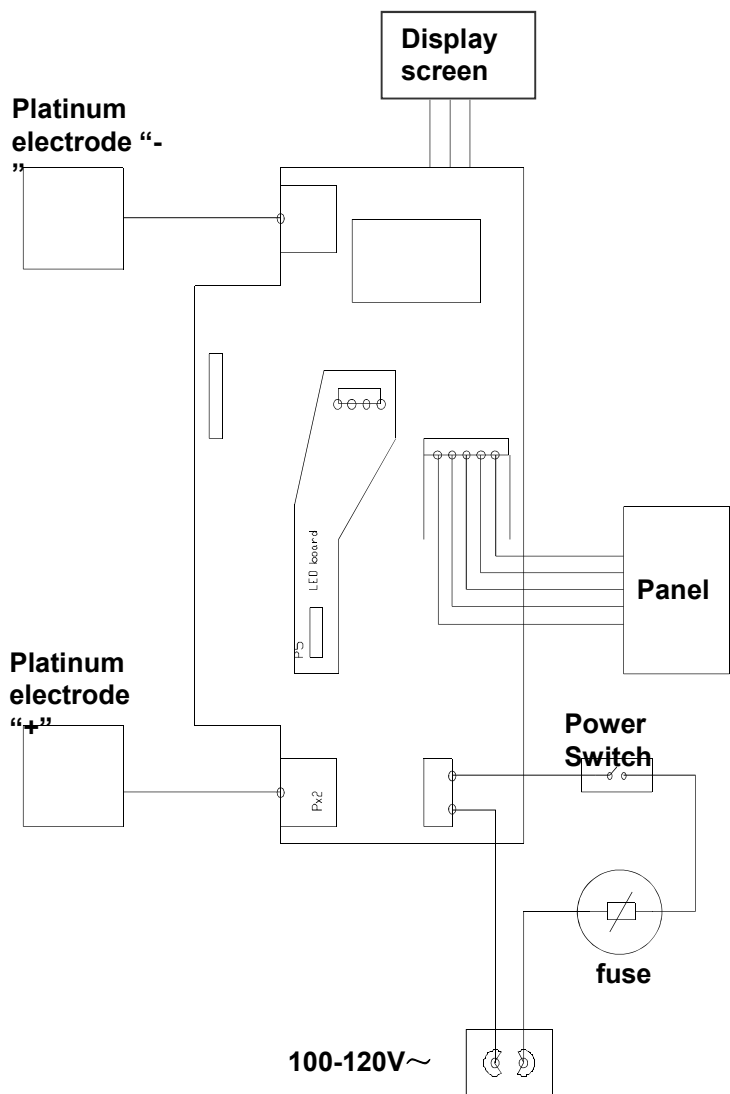 Display
screen
Platinum
electrode “-
”
LED board
P5
Panel
Platinum
electrode
“+”
Power
Switch
Px2
fuse
100-120V～